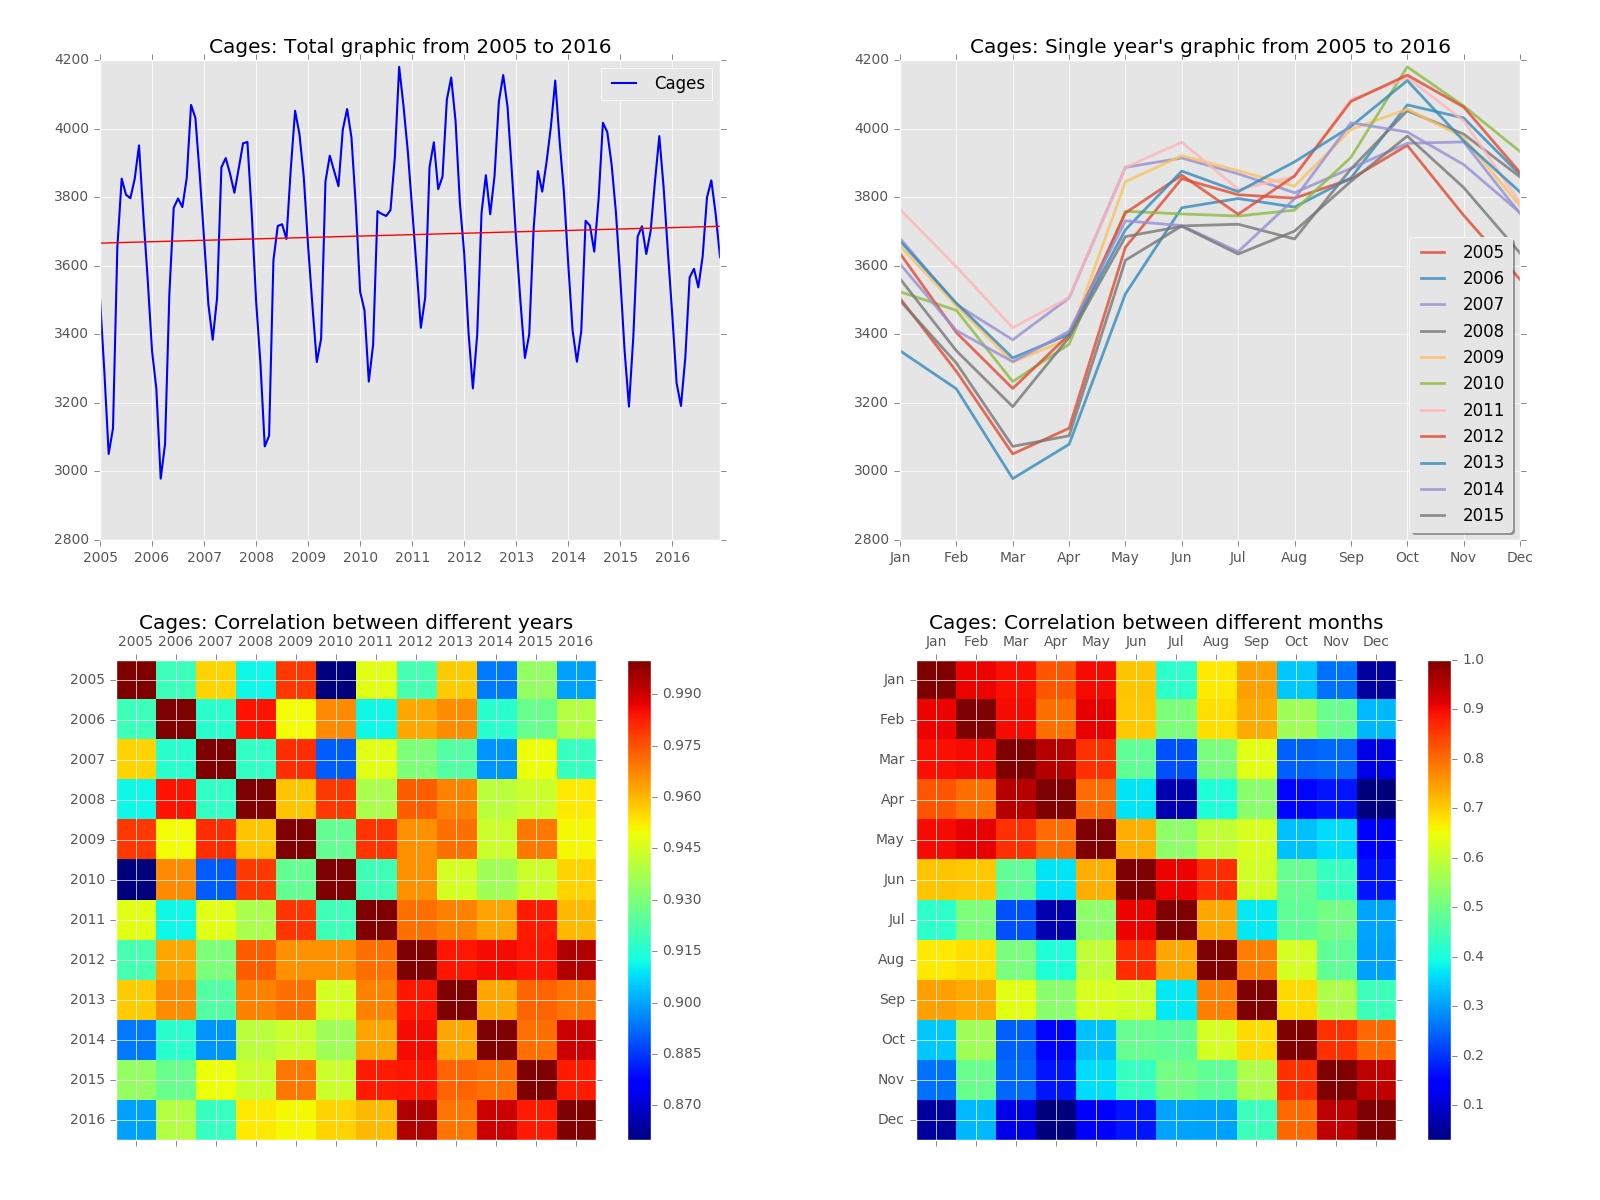 Cages: Total graphic from 2005 to 2016
4200
4000
3800
3600
3400
3200
3000
2800
Cages
2005 2006 2007 2008 2009 2010 2011 2012 2013 2014 2015 2016
Cages: Single year's graphic from 2005 to 2016
4200
4000
3800
3600
3400
3200
3000
2800
2005
2006
2007
2008
2009
2010
2011
2012
2013
2014
2015
Jan Feb Mar Apr May Jun Jul Aug Sep Oct Nov Dec
Cages: Correlation between different years
2005 2006 2007 2008 2009 2010 2011 2012 2013 2014 2015 2016
2005
2006
2007
2008
2009
2010
2011
2012
2013
2014
2015
2016
0.990
0.975
0.960
0.945
0.930
0.915
0.900
0.885
0.870
Cages: Correlation between different months
Jan Feb Mar Apr May Jun Jul Aug Sep Oct Nov Dec
Jan
Feb
Mar
Apr
May
Jun
Jul
Aug
Sep
Oct
Nov
Dec
1.0
0.9
0.8
0.7
0.6
0.5
0.4
0.3
0.2
0.1